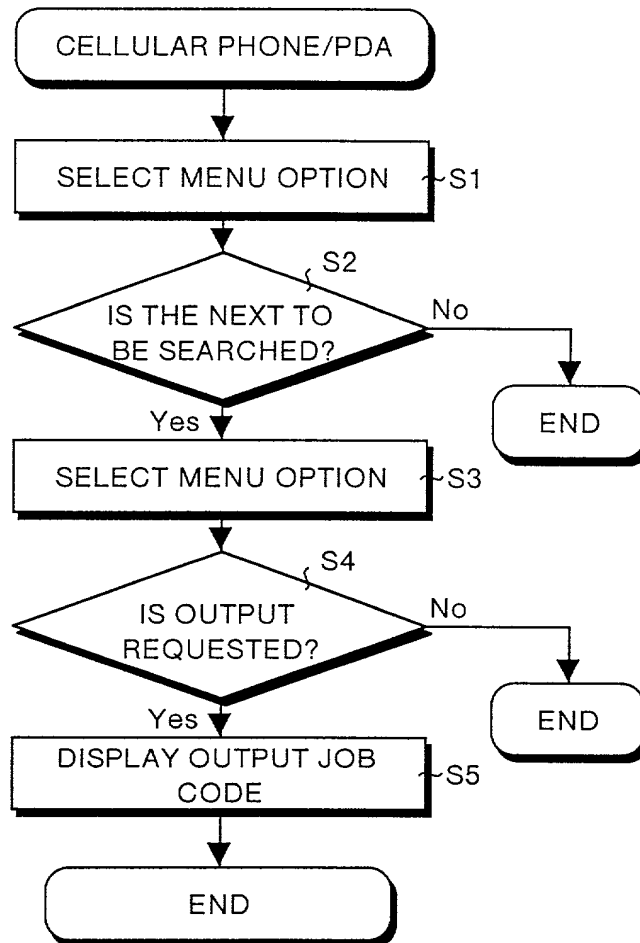 CELLULAR PHONE/PDA
SELECT MENU OPTION
S1
S2
IS THE NEXT TO
BE SEARCHED?
No
END
Yes
SELECT MENU OPTION
S3
S4
IS OUTPUT
REQUESTED?
No
END
Yes
DISPLAY OUTPUT JOB
CODE
S5
END